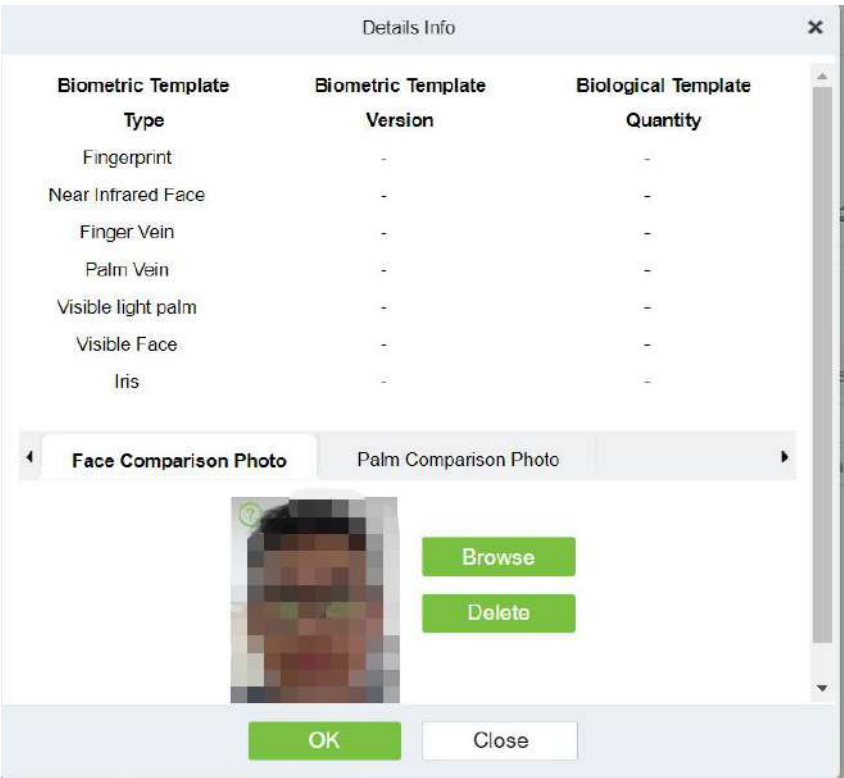 Details Info
Biometric Template Type Biometric Template Version Biological Template Quantity
Fingerprint - -
Near Infrared Face - -
Finger Vein - -
Palm Vein - -
Visible light palm - -
Visible Face - -
Iris - -
Face Comparison Photo Palm Comparison Photo
?
Browse
Delete
OK Close